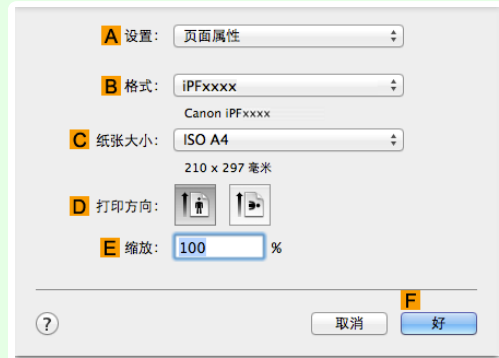 A 设置: 页面属性
B 格式: iPFxxxx
Canon iPFxxxx
C 纸张大小: ISO A4
210 x 297 毫米
D 打印方向:
E 缩放: 100 %
F
? 取消 好